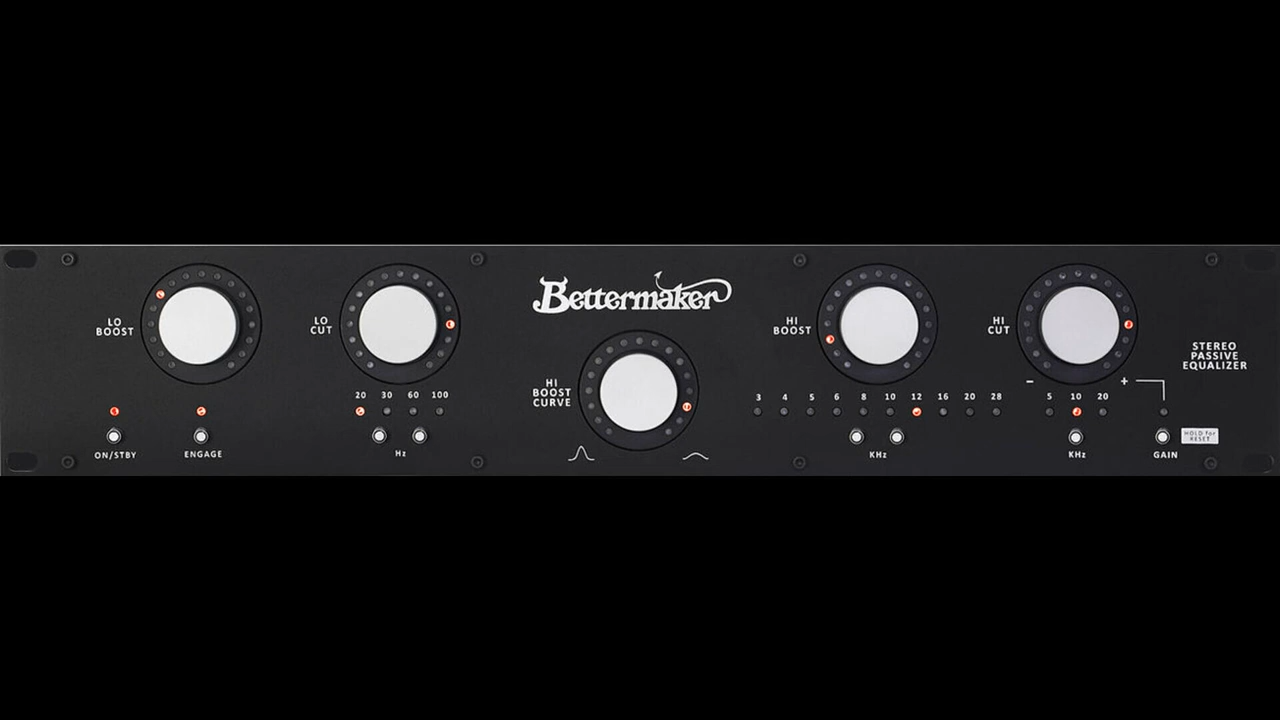 Bettermaker
LO
BOOST
LO
CUT
HI
BOOST
CURVE
HI
BOOST
HI
CUT
STEREO
PASSIVE
EQUALIZER
- +
20 30 60 100
3 4 5 6 8 10 12 16 20 28
5 10 20
HOLD for
RESET
ON/STBY
ENGAGE
Hz
KHz
KHz
GAIN